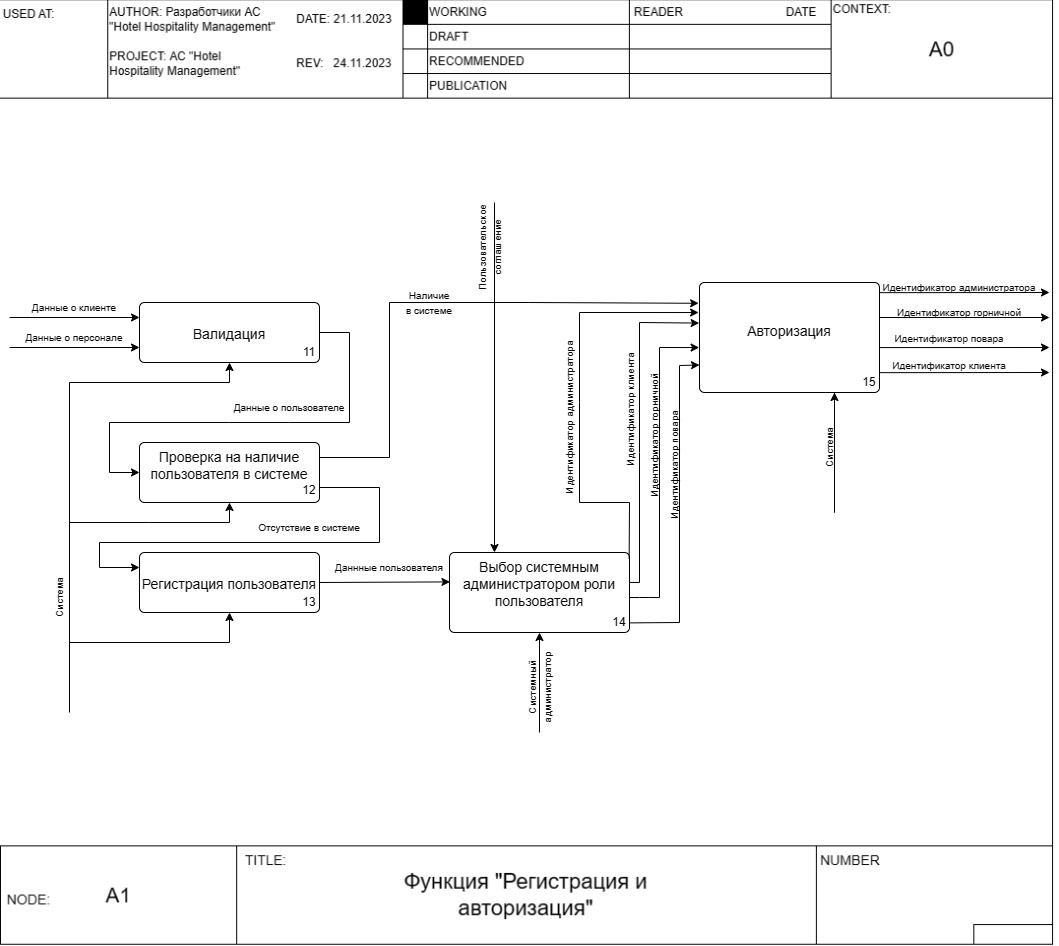 USED AT:
AUTHOR: Разработчики АС
"Hotel Hospitality Management"
DATE: 21.11.2023
PROJECT: АС "Hotel
Hospitality Management"
REV: 24.11.2023
WORKING
DRAFT
RECOMMENDED
PUBLICATION
READER
DATE
CONTEXT:
A0
Данные о клиенте
Данные о персонале
Валидация
11
Данные о пользователе
Проверка на наличие
пользователя в системе
12
Отсутствие в системе
Регистрация пользователя
13
Система
Даннные пользователя
Наличие
в системе
Пользовательское
соглашение
Выбор системным
администратором роли
пользователя
14
Системный
администратор
Идентификатор администратора
Идентификатор клиента
Идентификатор горничной
Идентификатор повара
Авторизация
15
Система
Идентификатор администратора
Идентификатор горничной
Идентификатор повара
Идентификатор клиента
NODE:
A1
TITLE:
Функция "Регистрация и
авторизация"
NUMBER